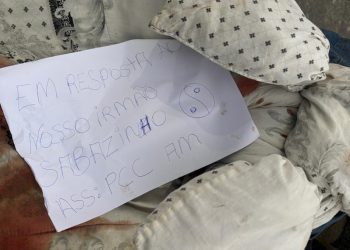 EM RESPOSTA AO
NOSSO IRMÃO
SABAZINHO
ASS: PCC AM